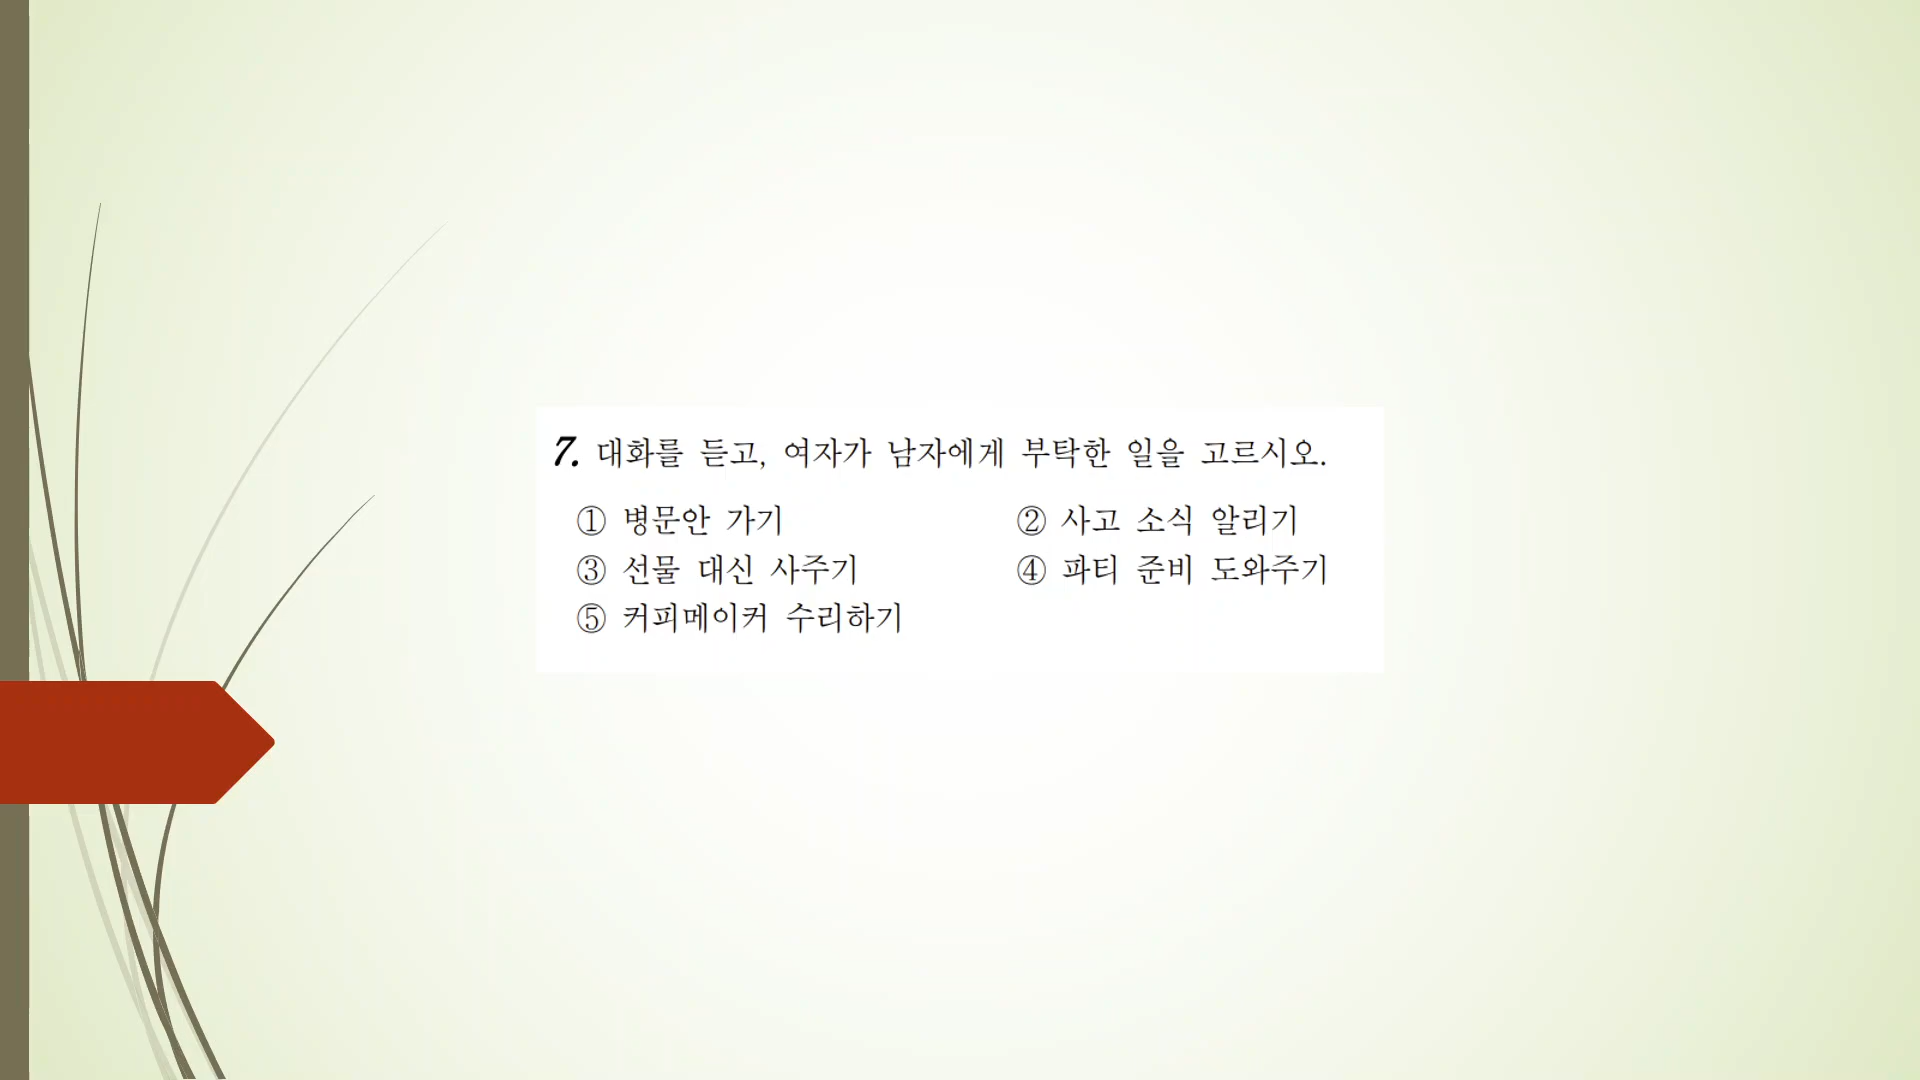 7. 대화를 듣고, 여자가 남자에게 부탁한 일을 고르시오.
① 병문안 가기 ② 사고 소식 알리기
③ 선물 대신 사주기 ④ 파티 준비 도와주기
⑤ 커피메이커 수리하기